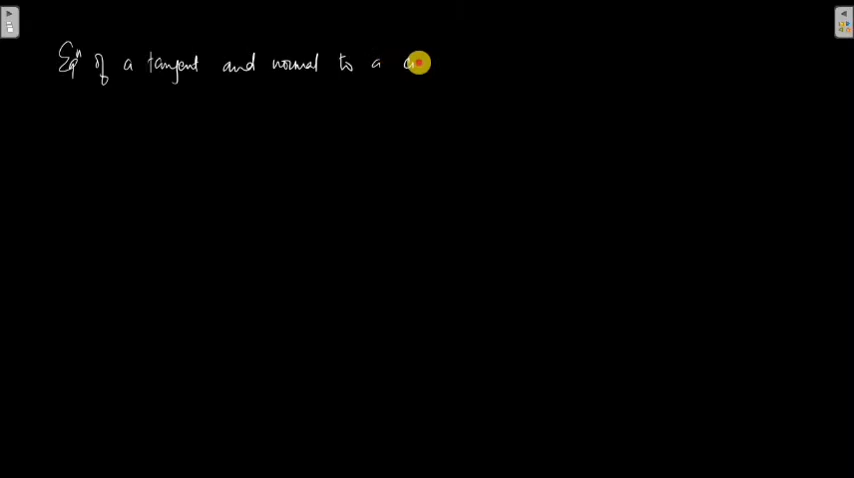 Eqⁿ of a tangent and normal to a